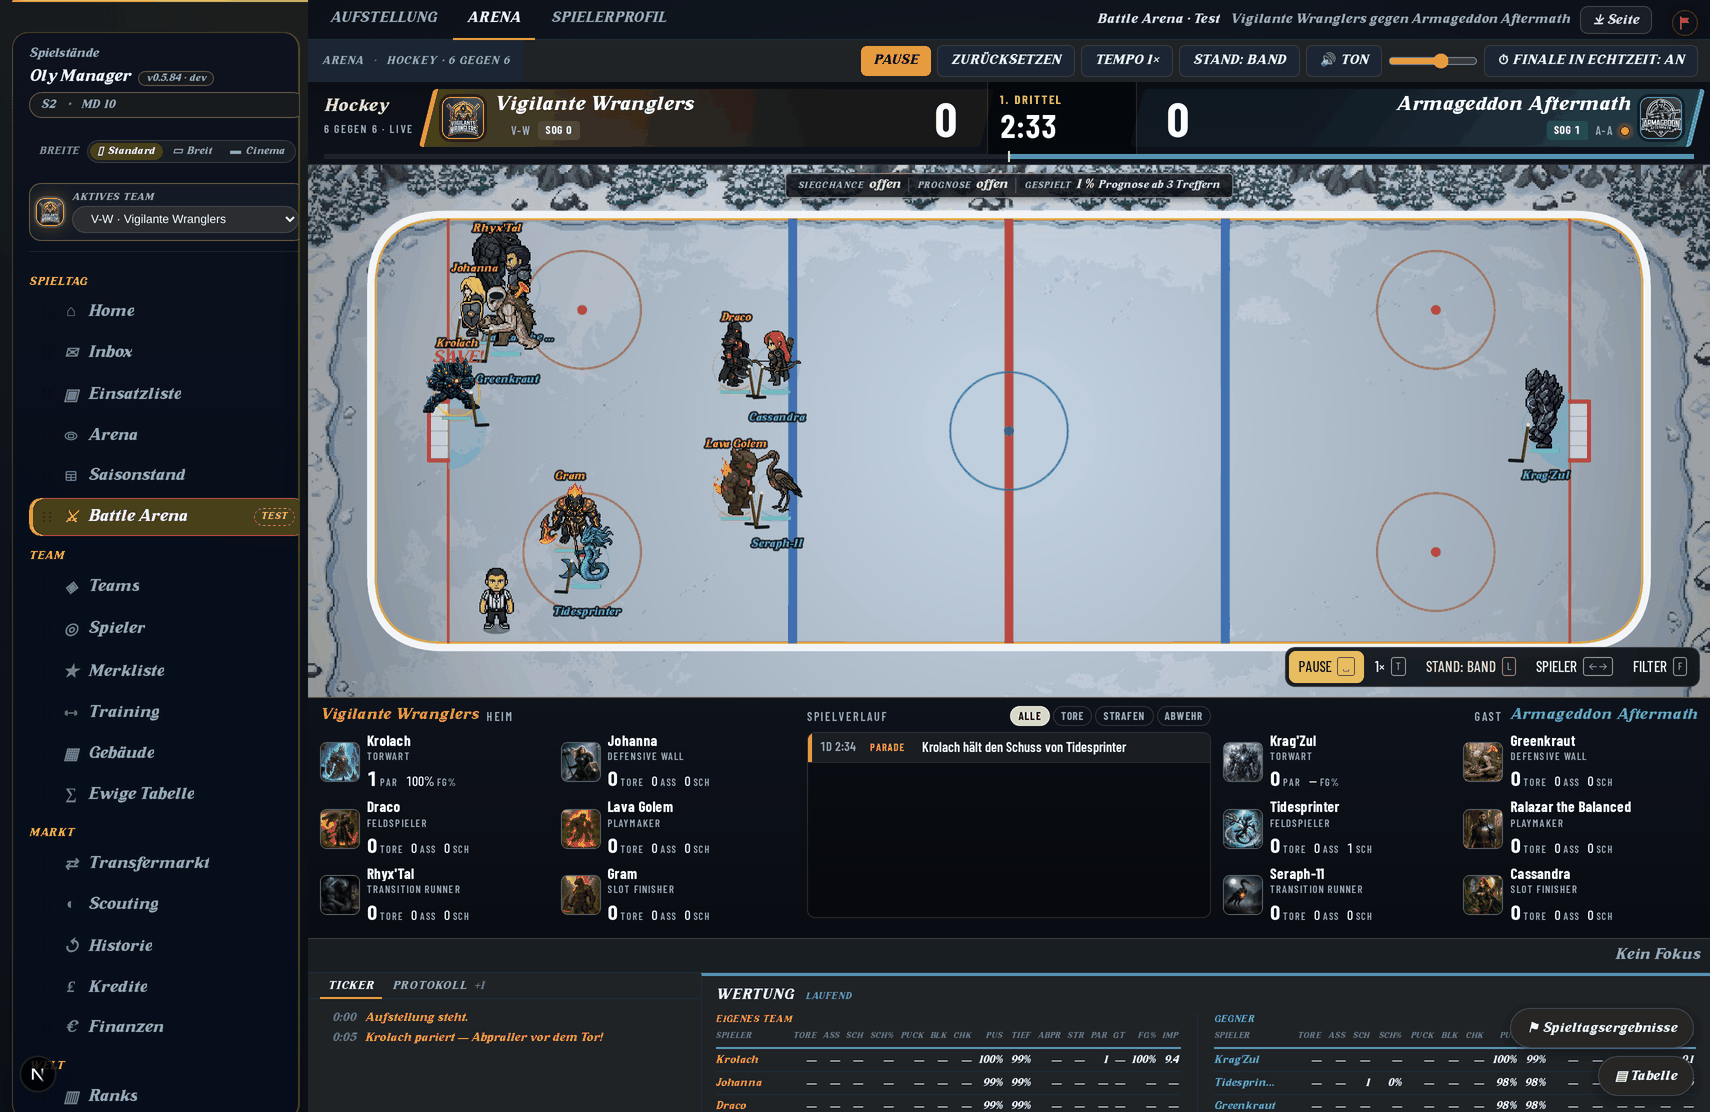 Spielstände
Oly Manager v0.5.84 · dev
S2 · MD 10
BREITE Standard Breit Cinema
AKTIVES TEAM
V-W · Vigilante Wranglers
SPIELTAG
Home
Inbox
Einsatzliste
Arena
Saisonstand
Battle Arena TEST
TEAM
Teams
Spieler
Merkliste
Training
Gebäude
Ewige Tabelle
MARKT
Transfermarkt
Scouting
Historie
Kredite
Finanzen
Ranks
AUFSTELLUNG ARENA SPIELERPROFIL
Battle Arena · Test Vigilante Wranglers gegen Armageddon Aftermath Seite
ARENA · HOCKEY · 6 GEGEN 6
PAUSE ZURÜCKSETZEN TEMPO 1× STAND: BAND TON FINALE IN ECHTZEIT: AN
Hockey
6 GEGEN 6 · LIVE
Vigilante Wranglers
V-W SOG 0
0
1. DRITTEL
2:33
0
Armageddon Aftermath
SOG 1 A-A
SIEGCHANCE offen PROGNOSE offen GESPIELT 1 % Prognose ab 3 Treffern
Rhyx'Tal
Johanna
Krolach
SAVE!
Greenkraut
Draco
Cassandra
Lava Golem
Seraph-11
Gram
Tidesprinter
Krag'Zul
PAUSE 1× T STAND: BAND L SPIELER FILTER F
Vigilante Wranglers HEIM
Krolach
TORWART
1 PAR 100% FG%
Johanna
DEFENSIVE WALL
0 TORE 0 ASS 0 SCH
Draco
FELDSPIELER
0 TORE 0 ASS 0 SCH
Lava Golem
PLAYMAKER
0 TORE 0 ASS 0 SCH
Rhyx'Tal
TRANSITION RUNNER
0 TORE 0 ASS 0 SCH
Gram
SLOT FINISHER
0 TORE 0 ASS 0 SCH
SPIELVERLAUF ALLE TORE STRAFEN ABWEHR
1D 2:34 PARADE Krolach hält den Schuss von Tidesprinter
GAST Armageddon Aftermath
Krag'Zul
TORWART
0 PAR — FG%
Greenkraut
DEFENSIVE WALL
0 TORE 0 ASS 0 SCH
Tidesprinter
FELDSPIELER
0 TORE 0 ASS 1 SCH
Ralazar the Balanced
PLAYMAKER
0 TORE 0 ASS 0 SCH
Seraph-11
TRANSITION RUNNER
0 TORE 0 ASS 0 SCH
Cassandra
SLOT FINISHER
0 TORE 0 ASS 0 SCH
Kein Fokus
TICKER PROTOKOLL +1
0:00 Aufstellung steht.
0:05 Krolach pariert — Abpraller vor dem Tor!
WERTUNG LAUFEND
EIGENES TEAM
SPIELER TORE ASS SCH SCH% PUCK BLK CHK PUS TIEF ABPR STR PAR GT FG% IMP
Krolach — — — — — — — 100% 99% — — 1 — 100% 9.4
Johanna — — — — — — — 99% 99% — — — — — —
Draco — — — — — — — 99% 99% — — — — — —
GEGNER
SPIELER TORE ASS SCH SCH% PUCK BLK CHK
Krag'Zul — — — — — — — 100% 99%
Tidesprin... — — 1 0% — — — 98% 98%
Greenkraut — — — — — — — 98% 98%
Spieltagsergebnisse
Tabelle